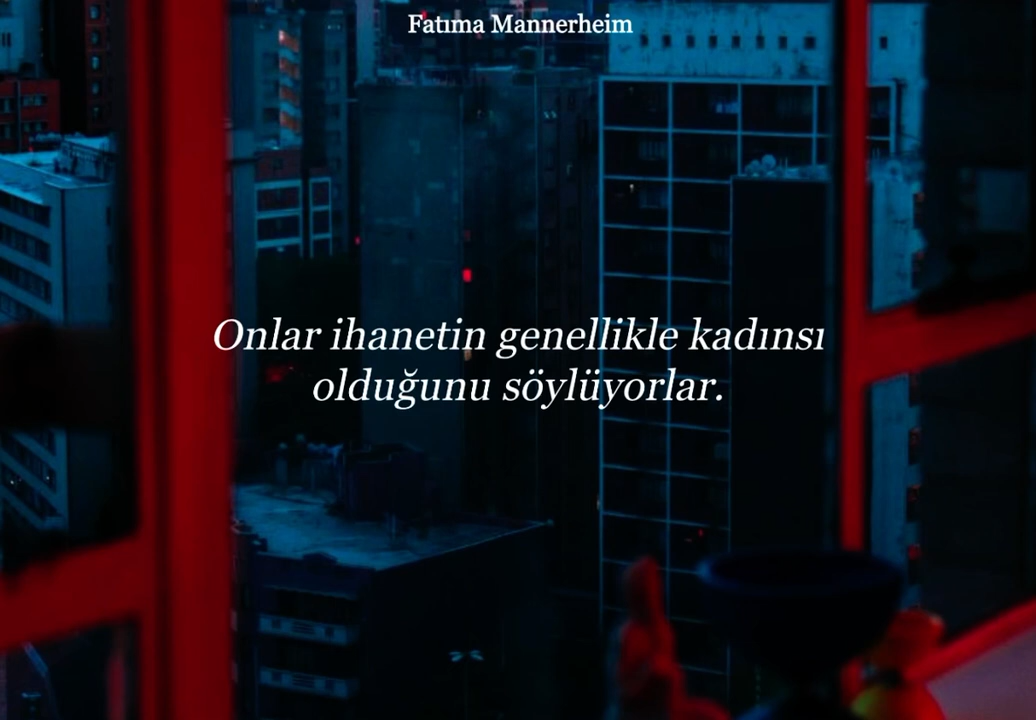 Fatıma Mannerheim
Onlar ihanetin genellikle kadınsı
olduğunu söylüyorlar.